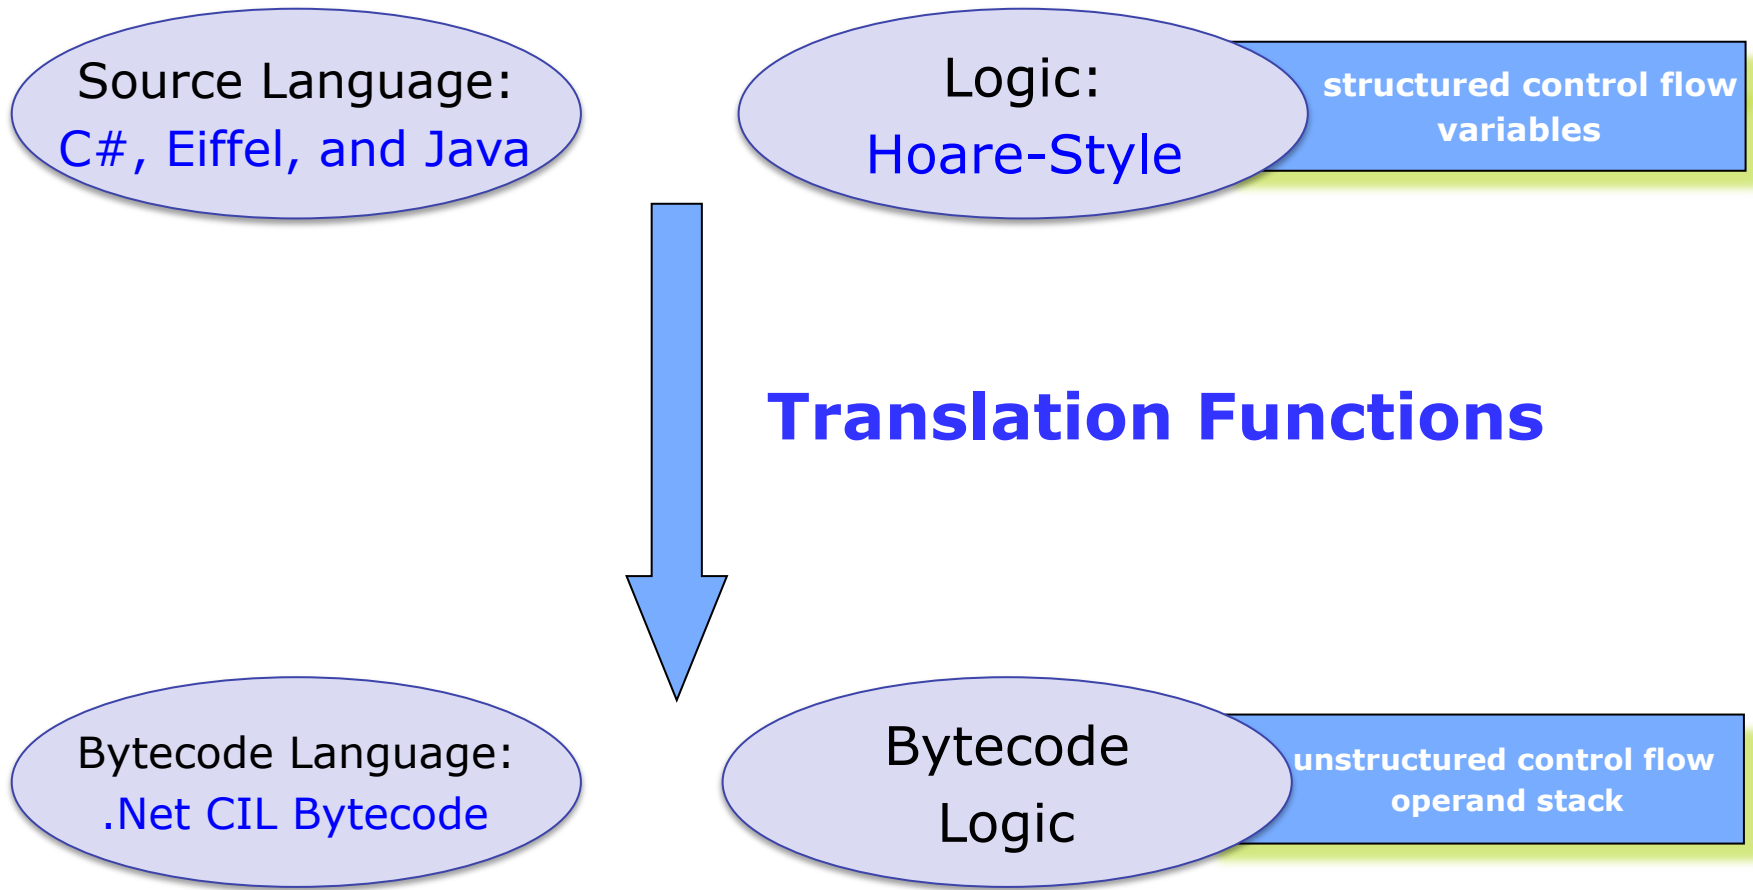 Source Language:
C#, Eiffel, and Java
Logic:
Hoare-Style
structured control flow
variables
Translation Functions
Bytecode Language:
.Net CIL Bytecode
Bytecode
Logic
unstructured control flow
operand stack